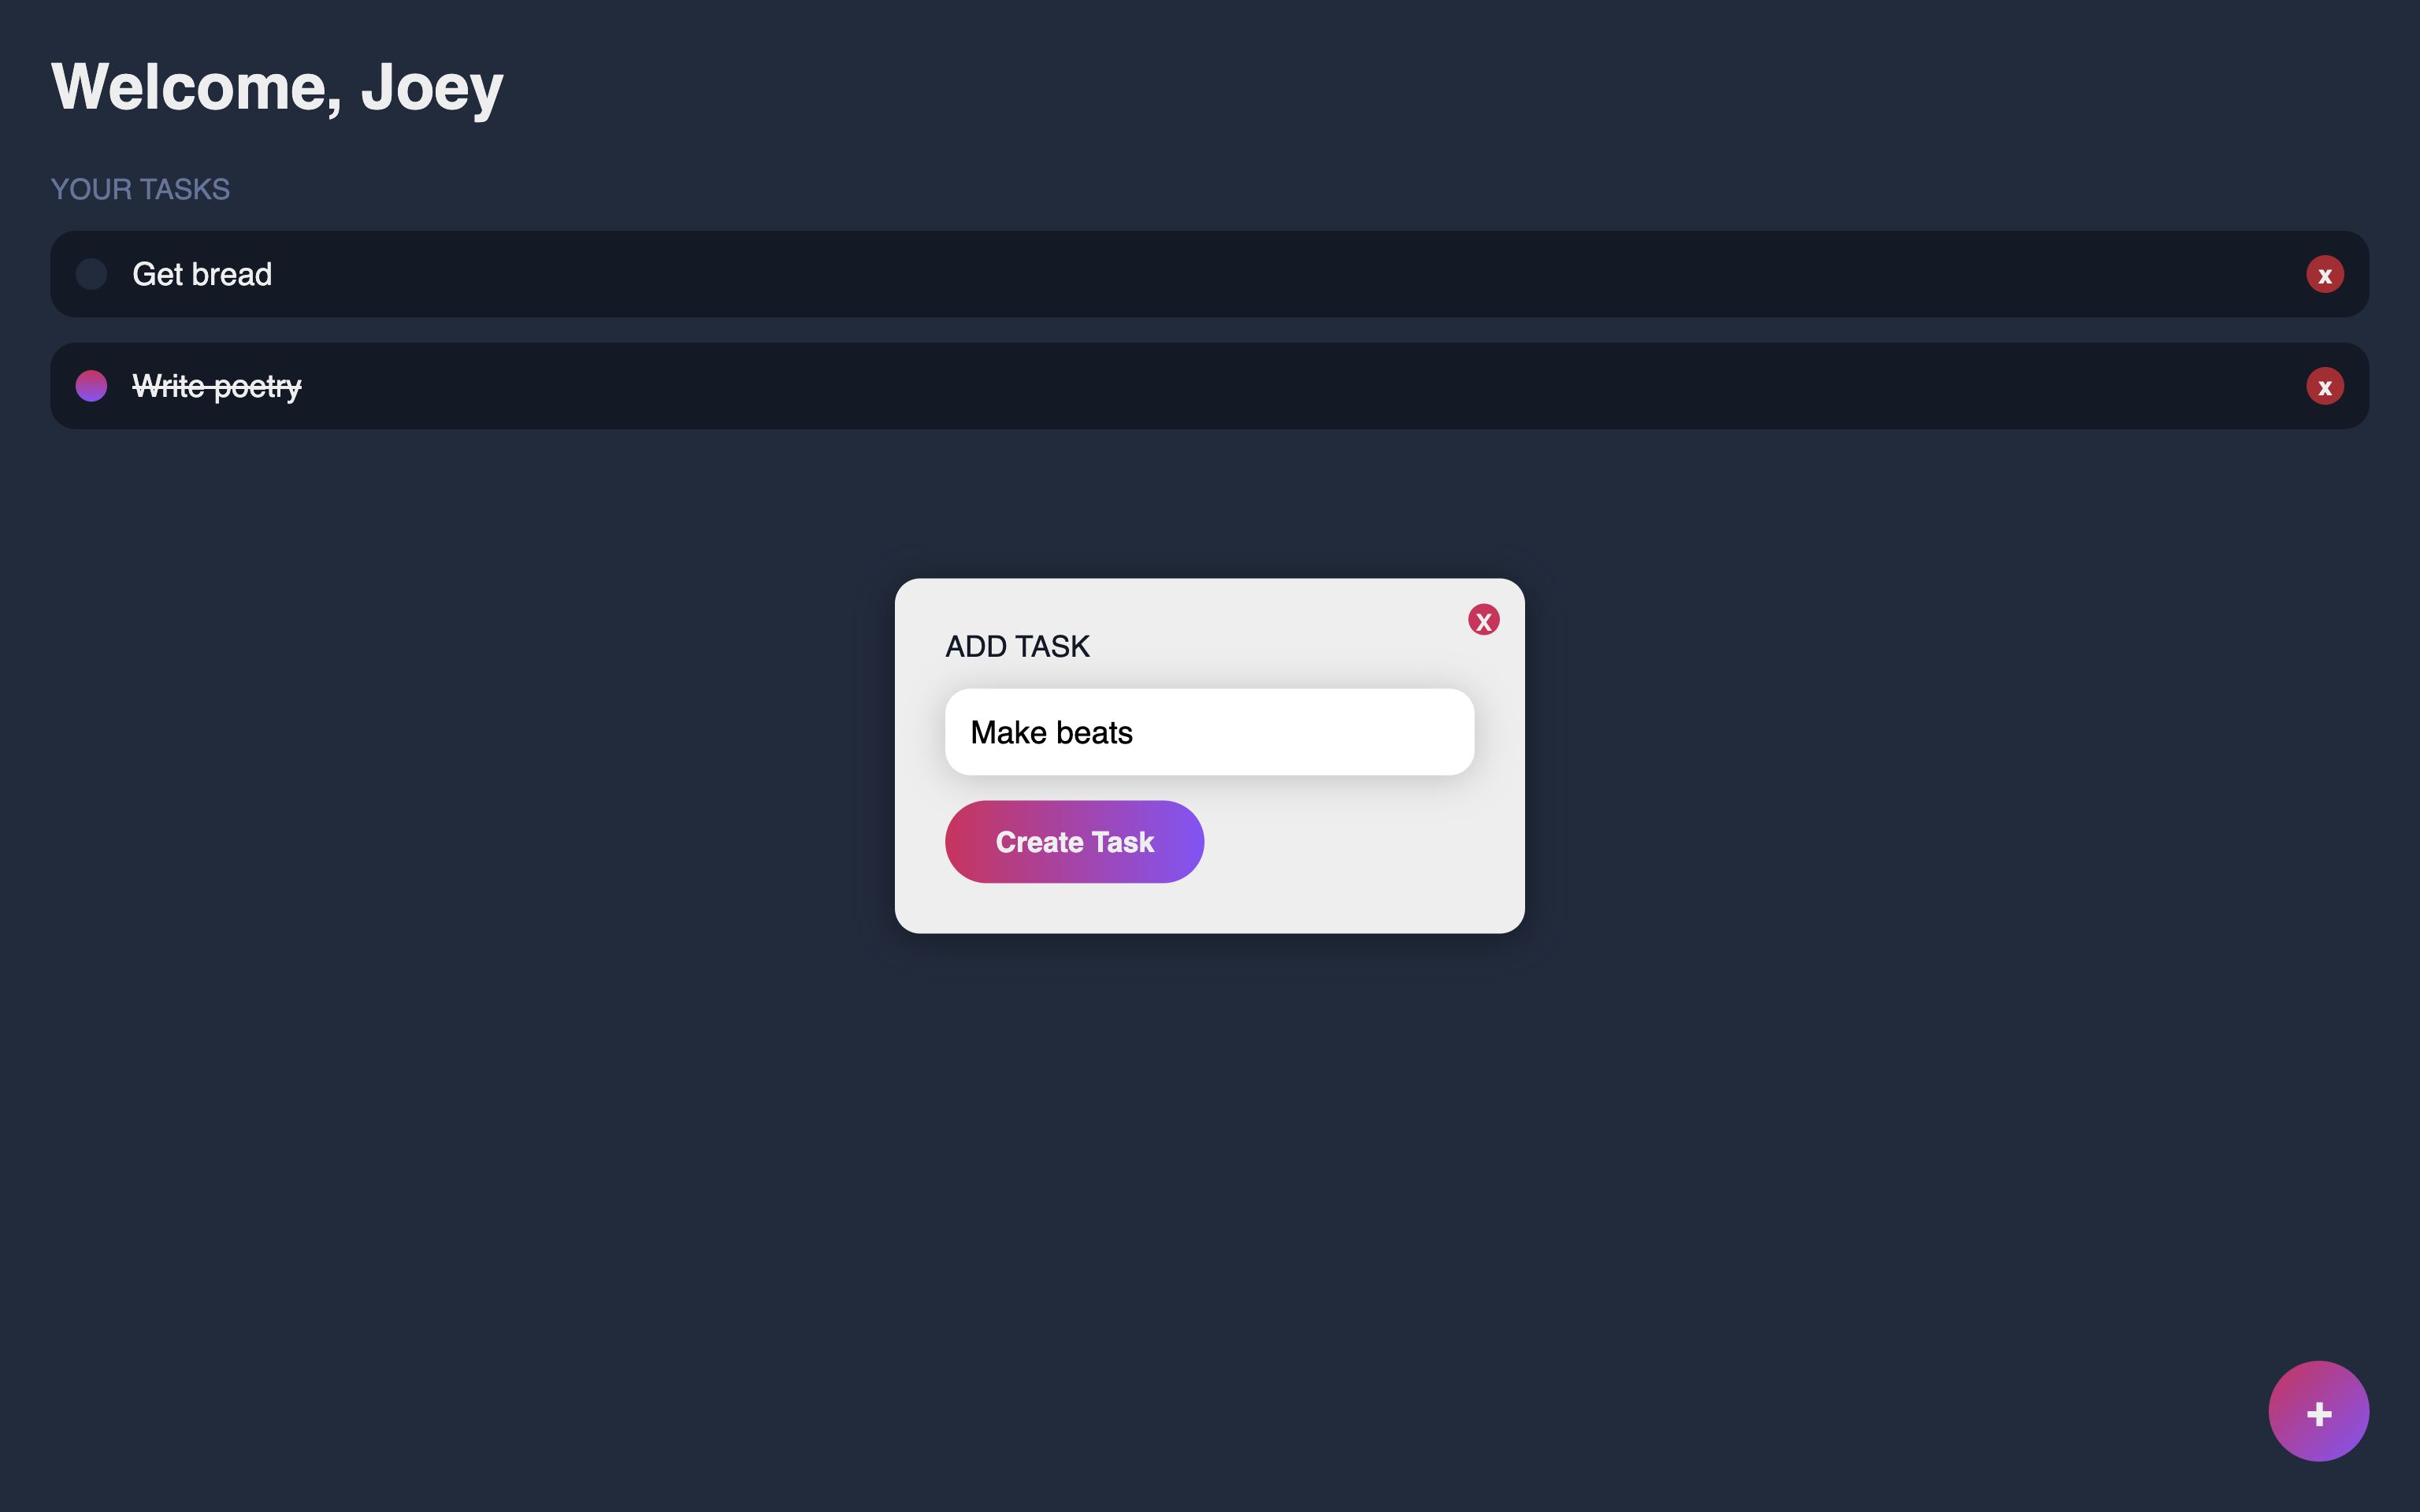 Welcome, Joey
YOUR TASKS
Get bread
x
Write poetry
x
x
ADD TASK
Make beats
Create Task
+